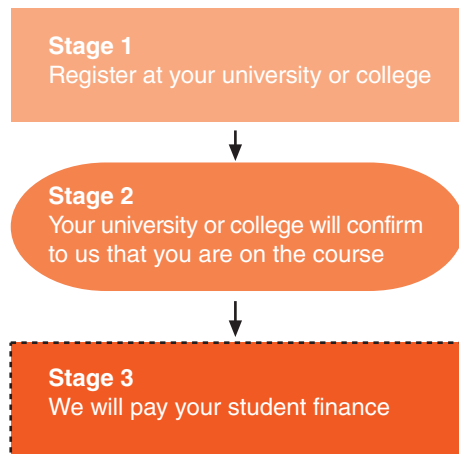 Stage 1
Register at your university or college
Stage 2
Your university or college will confirm
to us that you are on the course
Stage 3
We will pay your student finance